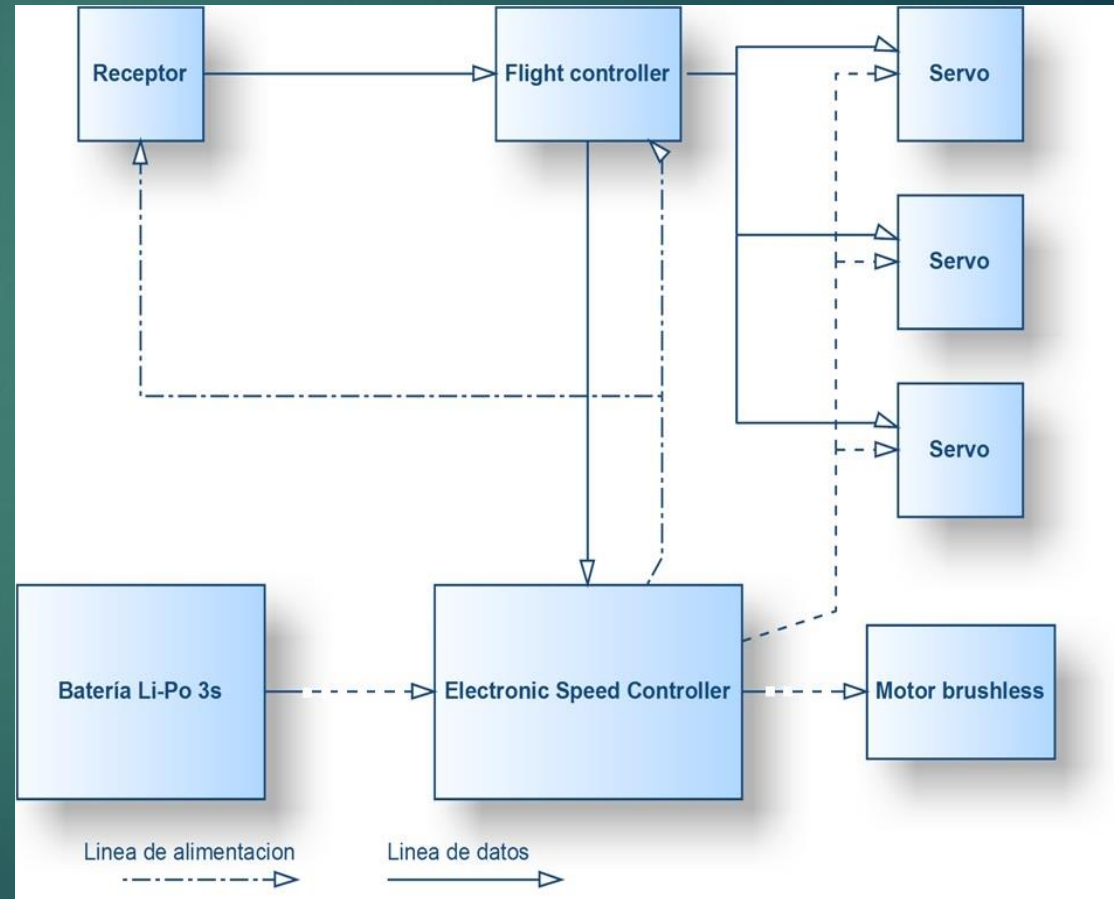 Receptor
Flight controller
Servo
Servo
Servo
Batería Li-Po 3s
Electronic Speed Controller
Motor brushless
Linea de alimentacion
Linea de datos